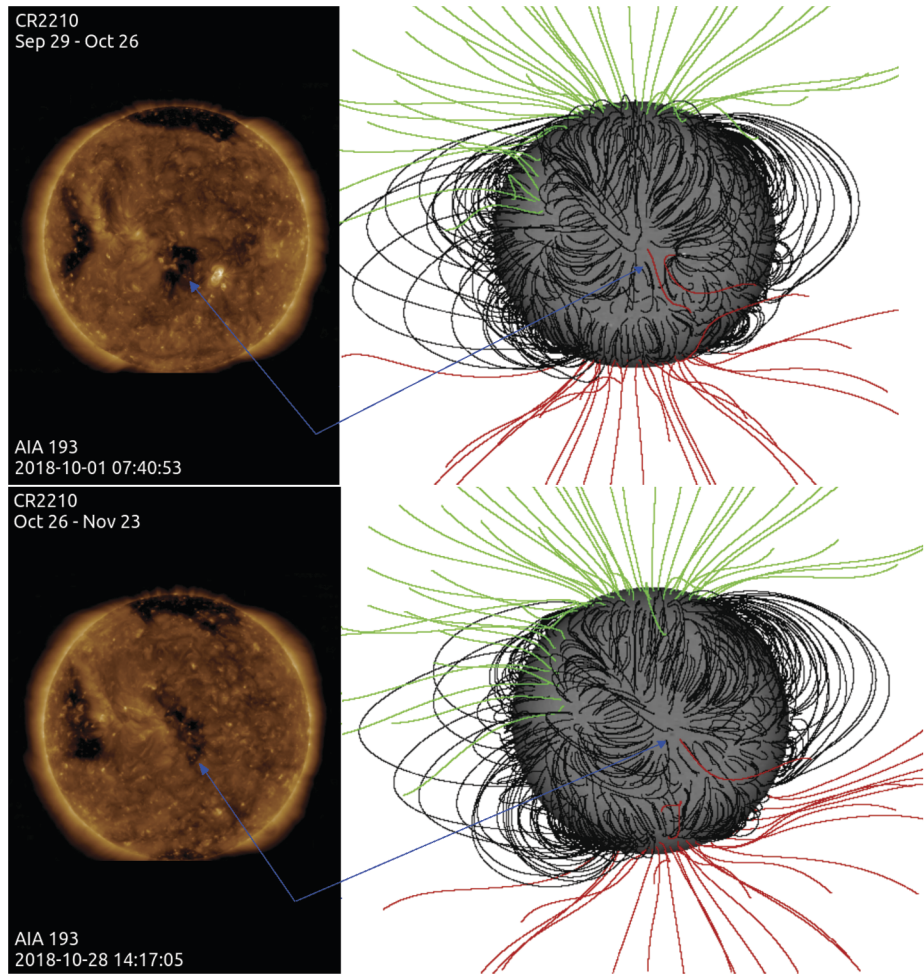 CR2210
Sep 29 - Oct 26
AIA 193
2018-10-01 07:40:53
CR2210
Oct 26 - Nov 23
AIA 193
2018-10-28 14:17:05